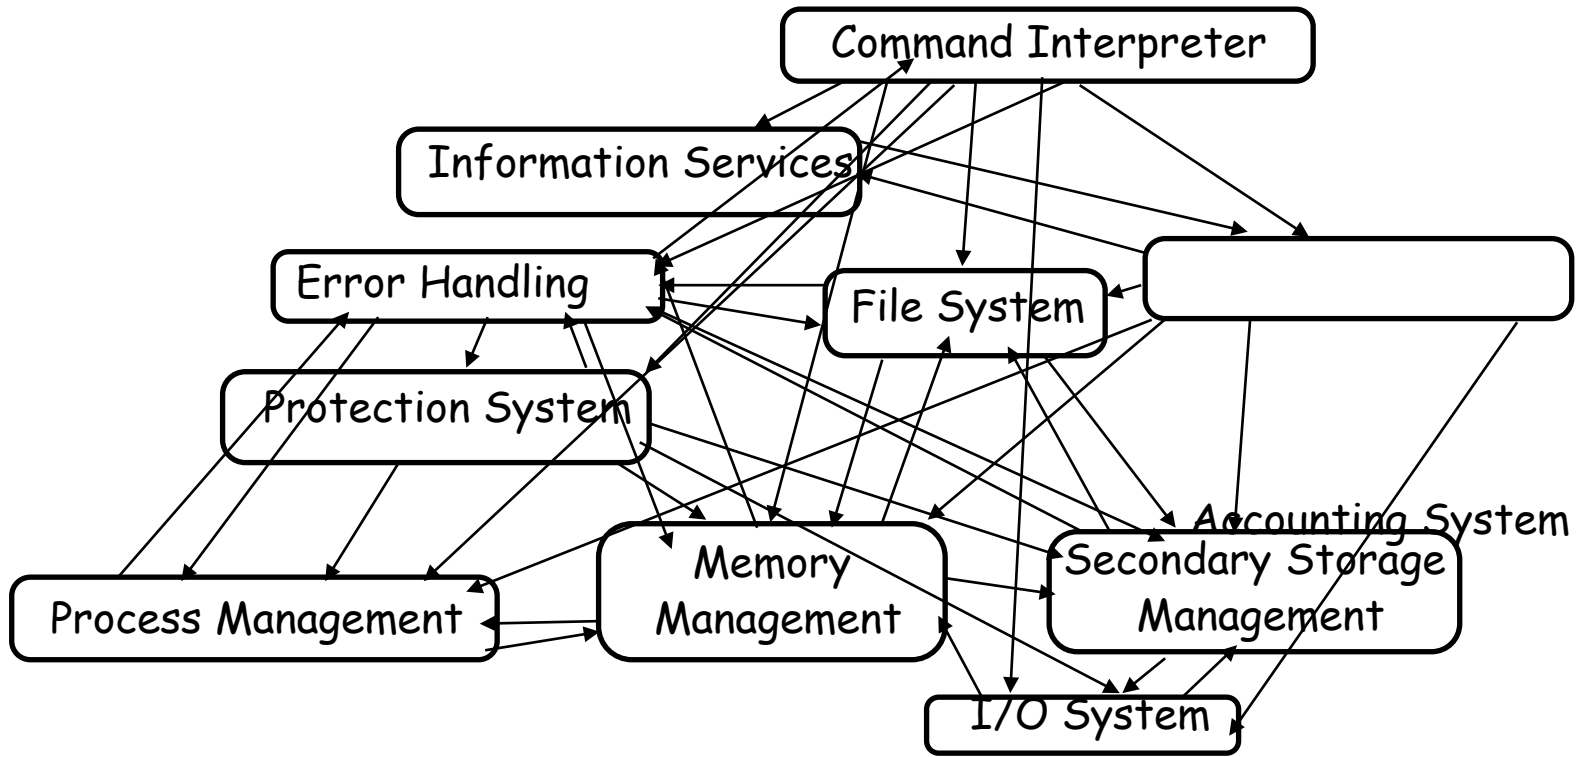 Command Interpreter
Information Services
Error Handling
File System
Protection System
Accounting System
Memory
Management
Secondary Storage
Management
Process Management
I/O System